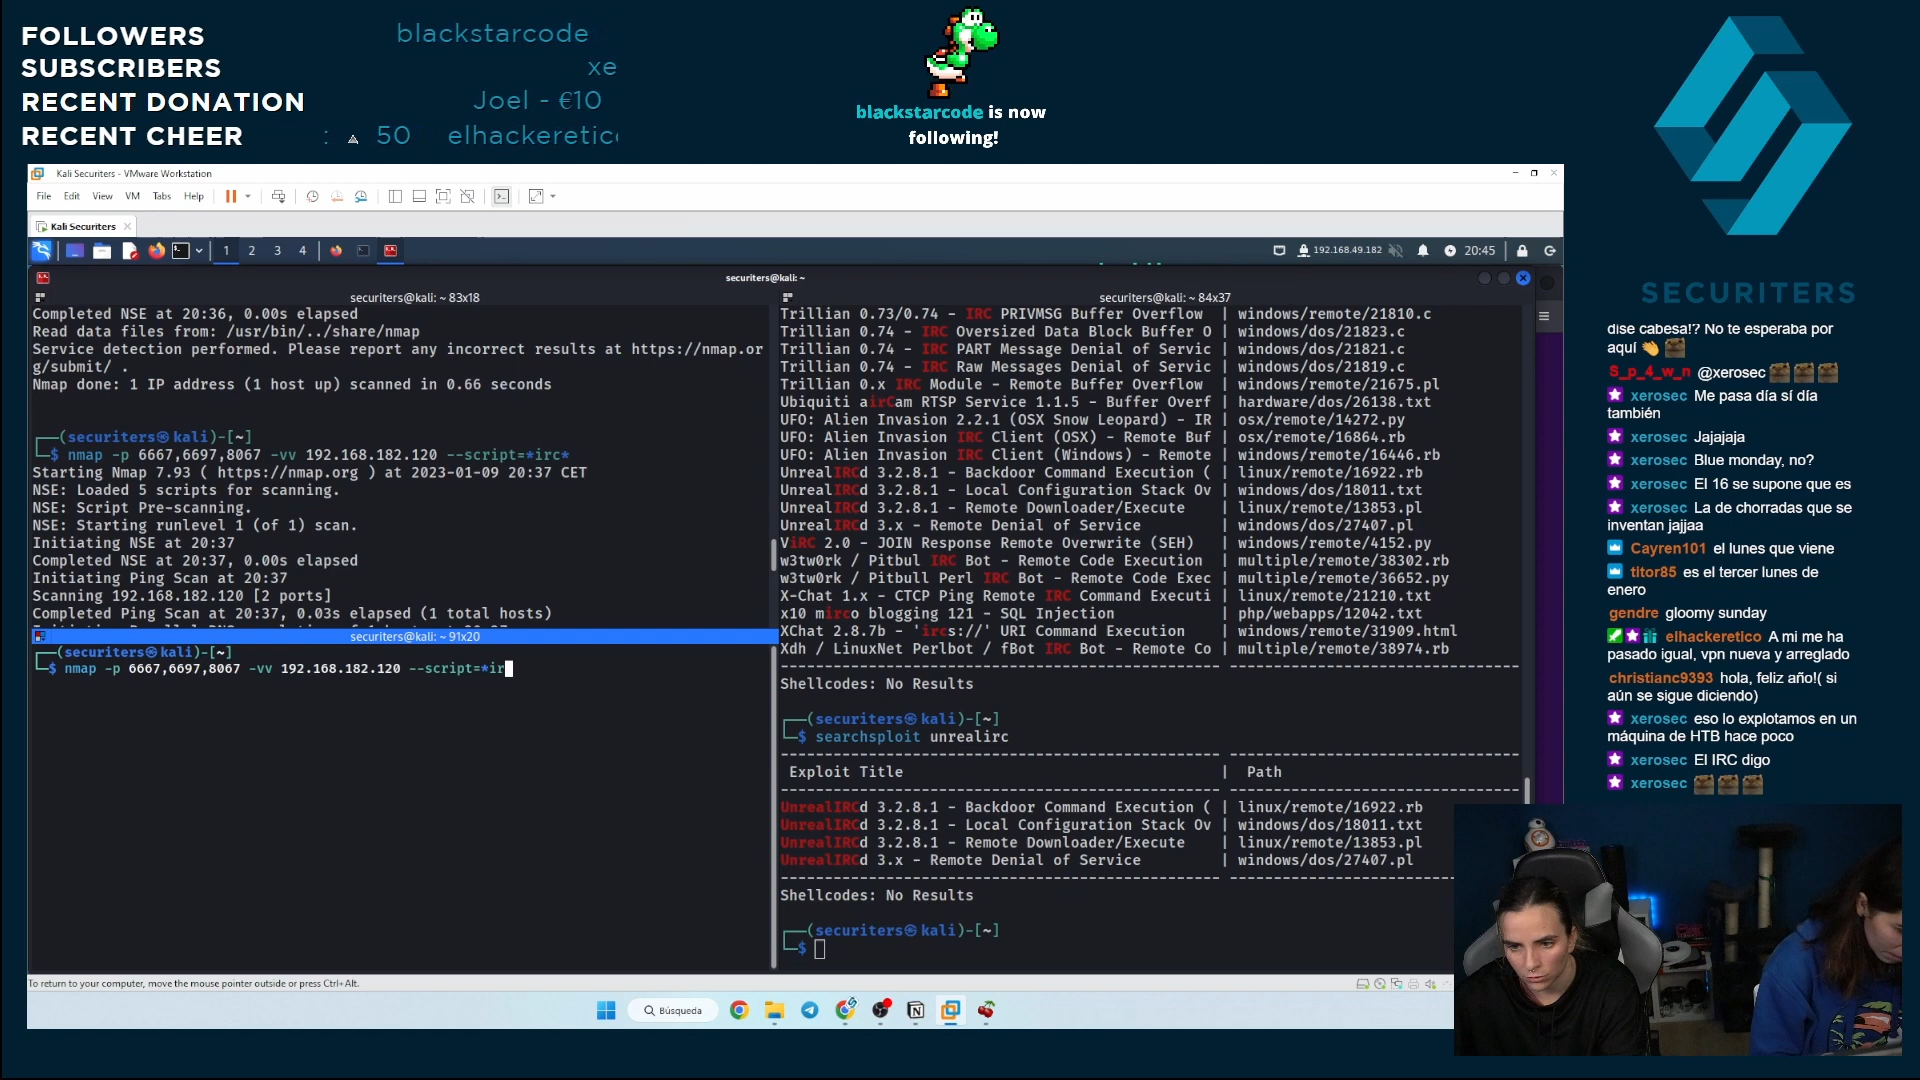 FOLLOWERS
blackstarcode
SUBSCRIBERS
xe
RECENT DONATION
Joel - €10
RECENT CHEER
: 50 elhackeretico
blackstarcode is now
following!
Kali Securiters - VMware Workstation
File Edit View VM Tabs Help
Kali Securiters
1 2 3 4
192.168.49.182
20:45
securiters@kali: ~
securiters@kali: ~ 83x18
Completed NSE at 20:36, 0.00s elapsed
Read data files from: /usr/bin/../share/nmap
Service detection performed. Please report any incorrect results at https://nmap.or
g/submit/ .
Nmap done: 1 IP address (1 host up) scanned in 0.66 seconds
┌──(securiters㉿kali)-[~]
└─$ nmap -p 6667,6697,8067 -vv 192.168.182.120 --script=*irc*
Starting Nmap 7.93 ( https://nmap.org ) at 2023-01-09 20:37 CET
NSE: Loaded 5 scripts for scanning.
NSE: Script Pre-scanning.
NSE: Starting runlevel 1 (of 1) scan.
Initiating NSE at 20:37
Completed NSE at 20:37, 0.00s elapsed
Initiating Ping Scan at 20:37
Scanning 192.168.182.120 [2 ports]
Completed Ping Scan at 20:37, 0.03s elapsed (1 total hosts)
securiters@kali: ~ 91x20
┌──(securiters㉿kali)-[~]
└─$ nmap -p 6667,6697,8067 -vv 192.168.182.120 --script=*ir
securiters@kali: ~ 84x37
Trillian 0.73/0.74 - IRC PRIVMSG Buffer Overflow | windows/remote/21810.c
Trillian 0.74 - IRC Oversized Data Block Buffer O | windows/dos/21823.c
Trillian 0.74 - IRC PART Message Denial of Servic | windows/dos/21821.c
Trillian 0.74 - IRC Raw Messages Denial of Servic | windows/dos/21819.c
Trillian 0.x IRC Module - Remote Buffer Overflow | windows/remote/21675.pl
Ubiquiti airCam RTSP Service 1.1.5 - Buffer Overf | hardware/dos/26138.txt
UFO: Alien Invasion 2.2.1 (OSX Snow Leopard) - IR | osx/remote/14272.py
UFO: Alien Invasion IRC Client (OSX) - Remote Buf | osx/remote/16864.rb
UFO: Alien Invasion IRC Client (Windows) - Remote | windows/remote/16446.rb
UnrealIRCd 3.2.8.1 - Backdoor Command Execution ( | linux/remote/16922.rb
UnrealIRCd 3.2.8.1 - Local Configuration Stack Ov | windows/dos/18011.txt
UnrealIRCd 3.2.8.1 - Remote Downloader/Execute | linux/remote/13853.pl
UnrealIRCd 3.x - Remote Denial of Service | windows/dos/27407.pl
ViRC 2.0 - JOIN Response Remote Overwrite (SEH) | windows/dos/4152.py
w3tw0rk / Pitbul IRC Bot - Remote Code Execution | multiple/remote/38302.rb
w3tw0rk / Pitbull Perl IRC Bot - Remote Code Exec | multiple/remote/36652.py
X-Chat 1.x - CTCP Ping Remote IRC Command Executi | linux/remote/21210.txt
x10 mirco blogging 121 - SQL Injection | php/webapps/12042.txt
XChat 2.8.7b - 'ircs://' URI Command Execution | windows/remote/31909.html
Xdh / LinuxNet Perlbot / fBot IRC Bot - Remote Co | multiple/remote/38974.rb
Shellcodes: No Results
┌──(securiters㉿kali)-[~]
└─$ searchsploit unrealirc
Exploit Title | Path
UnrealIRCd 3.2.8.1 - Backdoor Command Execution ( | linux/remote/16922.rb
UnrealIRCd 3.2.8.1 - Local Configuration Stack Ov | windows/dos/18011.txt
UnrealIRCd 3.2.8.1 - Remote Downloader/Execute | linux/remote/13853.pl
UnrealIRCd 3.x - Remote Denial of Service | windows/dos/27407.pl
Shellcodes: No Results
┌──(securiters㉿kali)-[~]
└─$
To return to your computer, move the mouse pointer outside or press Ctrl+Alt.
Búsqueda
SECURITERS
dise cabesa!? No te esperaba por
aquí
S_p_4_w_n @xerosec
xerosec Me pasa día sí día
también
xerosec Jajajaja
xerosec Blue monday, no?
xerosec El 16 se supone que es
xerosec La de chorradas que se
inventan jajjaa
Cayren101 el lunes que viene
titor85 es el tercer lunes de
enero
gendre gloomy sunday
elhackeretico A mi me ha
pasado igual, vpn nueva y arreglado
christianc9393 hola, feliz año!( si
aún se sigue diciendo)
xerosec eso lo explotamos en un
máquina de HTB hace poco
xerosec El IRC digo
xerosec